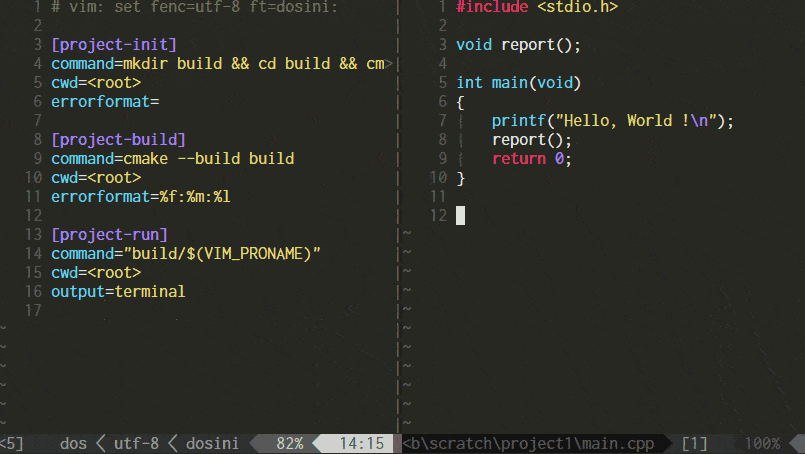 1 # vim: set fenc=utf-8 ft=dosini:
2
3 [project-init]
4 command=mkdir build && cd build && cm>
5 cwd=<root>
6 errorformat=
7
8 [project-build]
9 command=cmake --build build
10 cwd=<root>
11 errorformat=%f:%m:%l
12
13 [project-run]
14 command="build/$(VIM_PRONAME)"
15 cwd=<root>
16 output=terminal
17
~
~
~
~
~
~
<5] dos < utf-8 < dosini 82% 14:15
1 #include <stdio.h>
2
3 void report();
4
5 int main(void)
6 {
7 ¦   printf("Hello, World !\n");
8 ¦   report();
9 ¦   return 0;
10 }
11
12
~
~
~
~
~
~
~
~
~
~
~
<b\scratch\project1\main.cpp [1] 100%